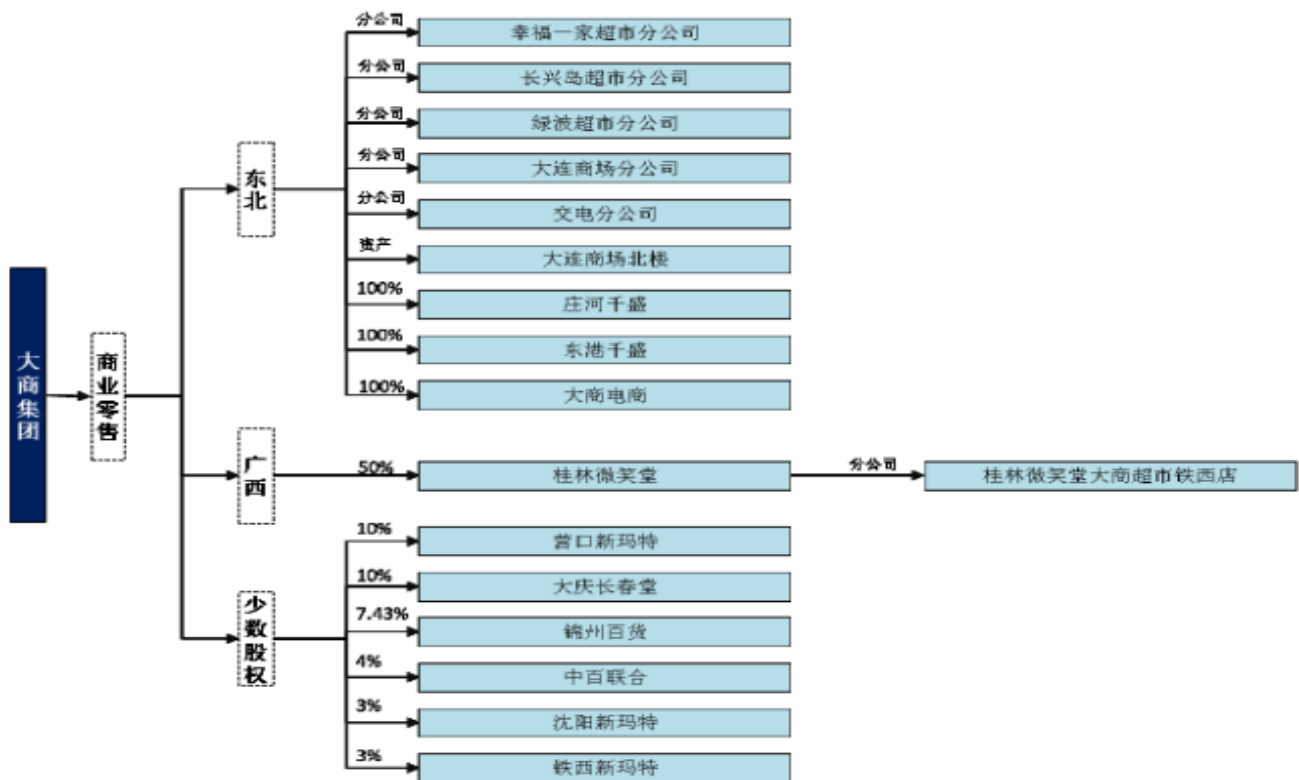 大商集团
商业零售
东北
分公司
幸福一家超市分公司
分公司
长兴岛超市分公司
分公司
绿波超市分公司
分公司
大连商场分公司
分公司
交电分公司
资产
大连商场北楼
100%
庄河千盛
100%
东港千盛
100%
大商电商
广西
50%
桂林微笑堂
分公司
桂林微笑堂大商超市铁西店
少数股权
10%
营口新玛特
10%
大庆长春堂
7.43%
锦州百货
4%
中百联合
3%
沈阳新玛特
3%
铁西新玛特